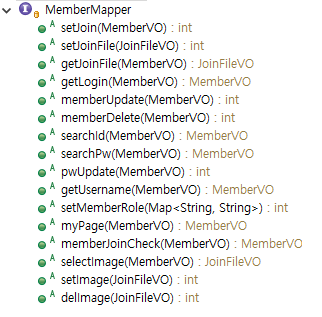 MemberMapper
setJoin(MemberVO) : int
setJoinFile(JoinFileVO) : int
getJoinFile(MemberVO) : JoinFileVO
getLogin(MemberVO) : MemberVO
memberUpdate(MemberVO) : int
memberDelete(MemberVO) : int
searchId(MemberVO) : MemberVO
searchPw(MemberVO) : MemberVO
pwUpdate(MemberVO) : int
getUsername(MemberVO) : MemberVO
setMemberRole(Map<String, String>) : int
myPage(MemberVO) : MemberVO
memberJoinCheck(MemberVO) : MemberVO
selectImage(MemberVO) : JoinFileVO
setImage(JoinFileVO) : int
delImage(JoinFileVO) : int